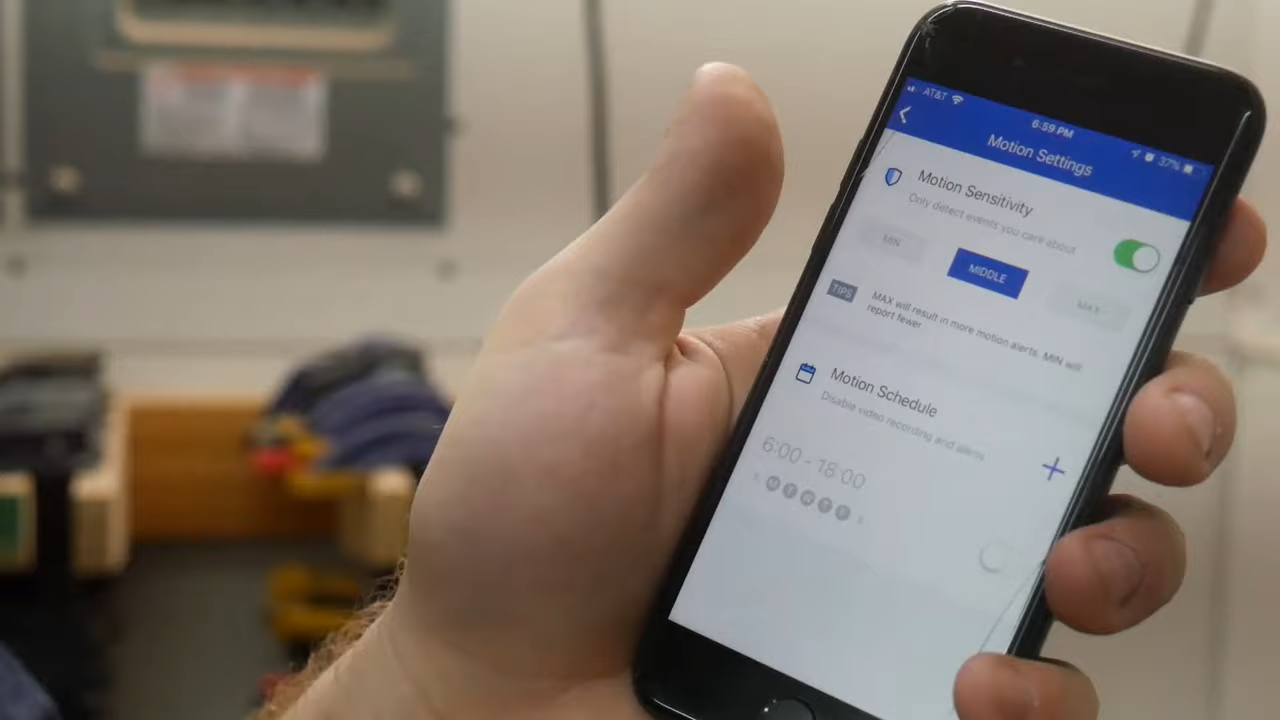 AT&T
6:59 PM
37%
Motion Settings
Motion Sensitivity
Only detect events you care about
MIN
MIDDLE
MAX
TIPS
MAX will result in more motion alerts. MIN will
report fewer
Motion Schedule
Disable video recording and alerts
6:00 - 18:00
S M T W T F S